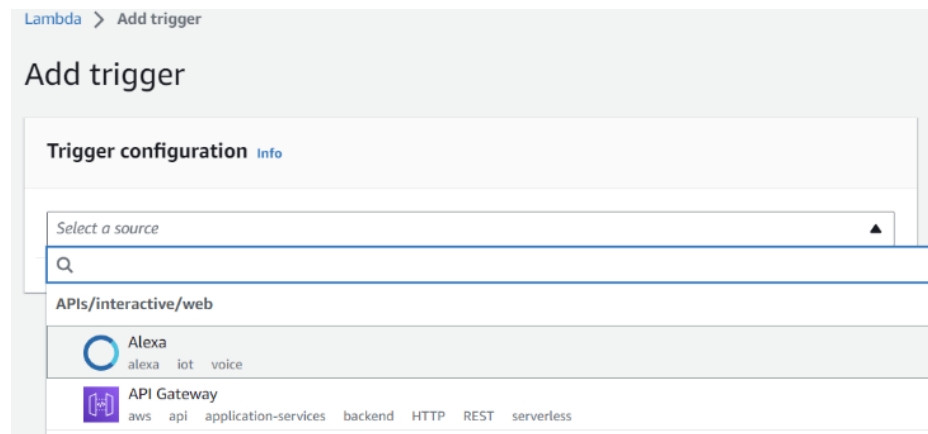 Lambda > Add trigger
Add trigger
Trigger configuration Info
Select a source
APIs/interactive/web
Alexa
alexa iot voice
API Gateway
aws api application-services backend HTTP REST serverless